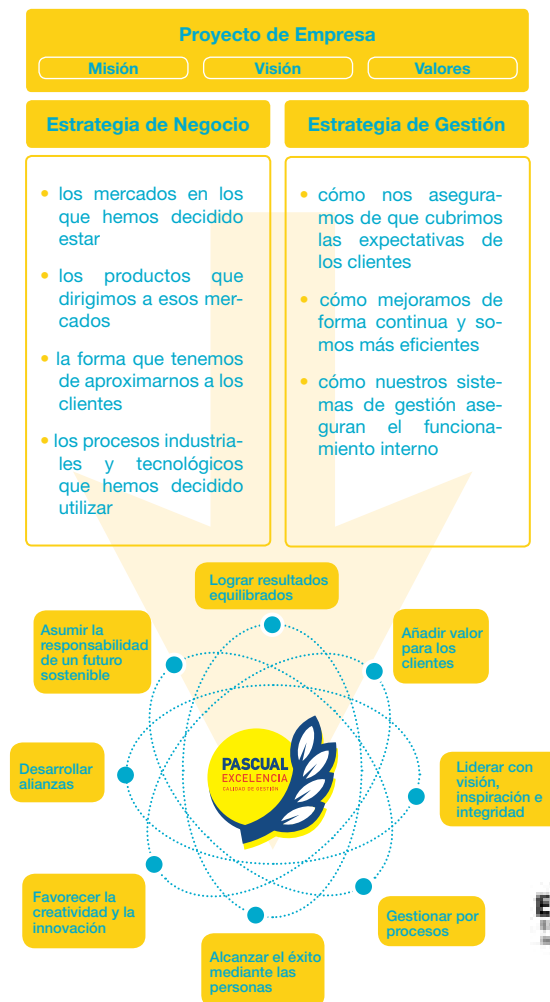 Proyecto de Empresa
Misión
Visión
Valores
Estrategia de Negocio
Estrategia de Gestión
• los mercados en los
que hemos decidido
estar
• los productos que
dirigimos a esos mer-
cados
• la forma que tenemos
de aproximarnos a los
clientes
• los procesos industria-
les y tecnológicos
que hemos decidido
utilizar
• cómo nos asegura-
mos de que cubrimos
las expectativas de
los clientes
• cómo mejoramos de
forma continua y so-
mos más eficientes
• cómo nuestros siste-
mas de gestión ase-
guran el funciona-
miento interno
Lograr resultados
equilibrados
Asumir la
responsabilidad
de un futuro
sostenible
Añadir valor
para los
clientes
Desarrollar
alianzas
PASCUAL
EXCELENCIA
CALIDAD DE GESTIÓN
Liderar con
visión,
inspiración e
integridad
Favorecer la
creatividad y la
innovación
Gestionar por
procesos
Alcanzar el éxito
mediante las
personas